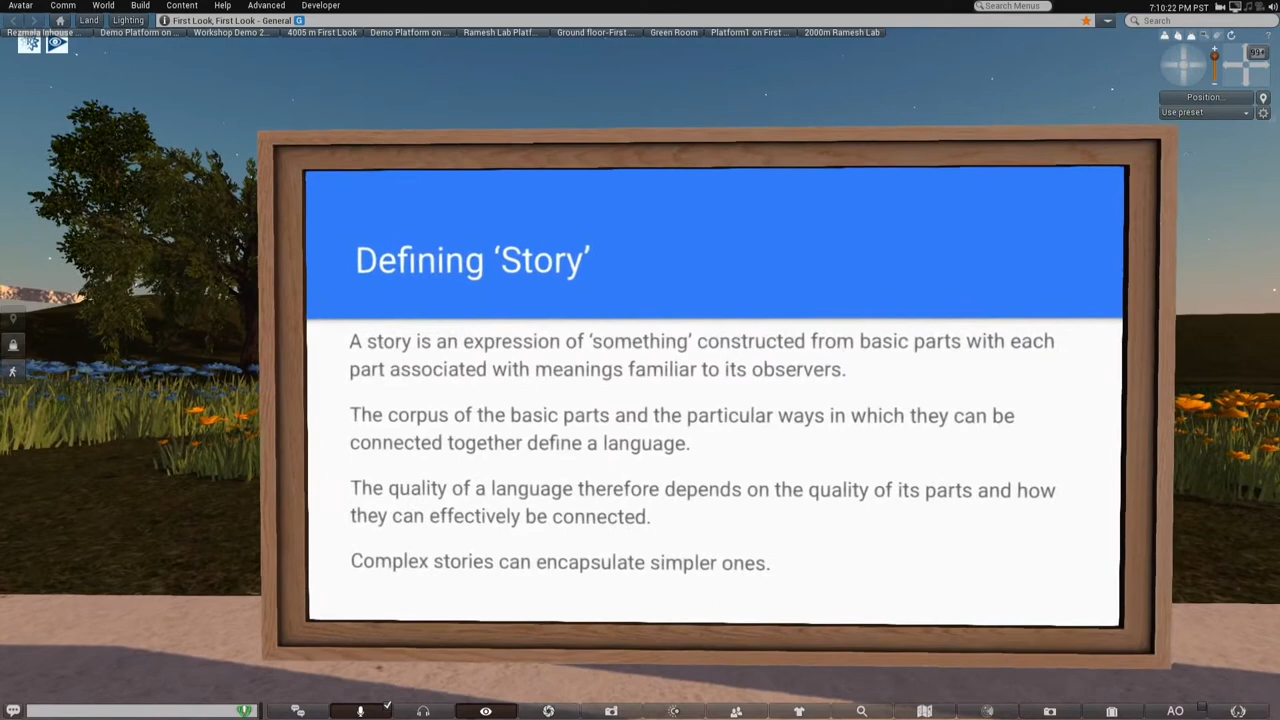 Avatar Comm World Build Content Help Advanced Developer
Search Menus
7:10:22 PM PST
Land Lighting First Look, First Look - General G
Search
Rezmela Inhouse ... Demo Platform on ... Workshop Demo 2... 4005 m First Look Demo Platform on ... Ramesh Lab Platf... Ground floor-First ... Green Room Platform1 on First ... 2000m Ramesh Lab
?
99+
Position...
Use preset
Defining ‘Story’
A story is an expression of ‘something’ constructed from basic parts with each
part associated with meanings familiar to its observers.
The corpus of the basic parts and the particular ways in which they can be
connected together define a language.
The quality of a language therefore depends on the quality of its parts and how
they can effectively be connected.
Complex stories can encapsulate simpler ones.
AO